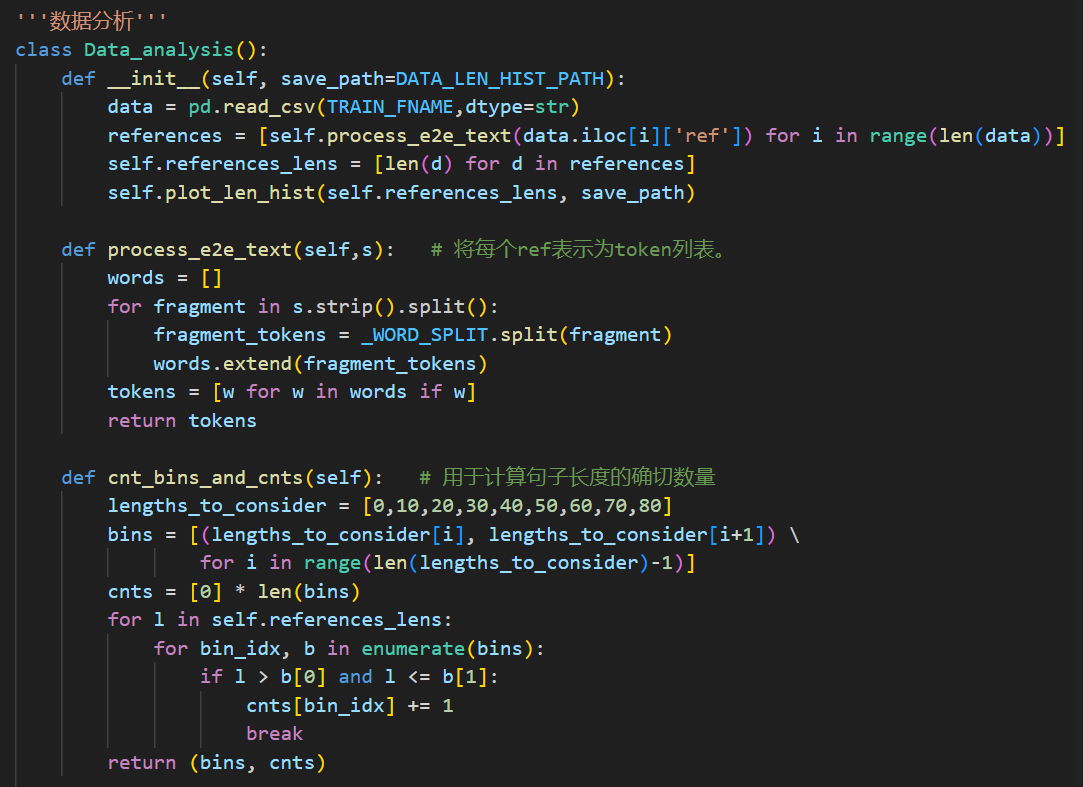 '''数据分析'''
class Data_analysis():
    def __init__(self, save_path=DATA_LEN_HIST_PATH):
        data = pd.read_csv(TRAIN_FNAME,dtype=str)
        references = [self.process_e2e_text(data.iloc[i]['ref']) for i in range(len(data))]
        self.references_lens = [len(d) for d in references]
        self.plot_len_hist(self.references_lens, save_path)

    def process_e2e_text(self,s):   # 将每个ref表示为token列表。
        words = []
        for fragment in s.strip().split():
            fragment_tokens = _WORD_SPLIT.split(fragment)
            words.extend(fragment_tokens)
        tokens = [w for w in words if w]
        return tokens

    def cnt_bins_and_cnts(self):   # 用于计算句子长度的确切数量
        lengths_to_consider = [0,10,20,30,40,50,60,70,80]
        bins = [(lengths_to_consider[i], lengths_to_consider[i+1]) \
                for i in range(len(lengths_to_consider)-1)]
        cnts = [0] * len(bins)
        for l in self.references_lens:
            for bin_idx, b in enumerate(bins):
                if l > b[0] and l <= b[1]:
                    cnts[bin_idx] += 1
                    break
        return (bins, cnts)